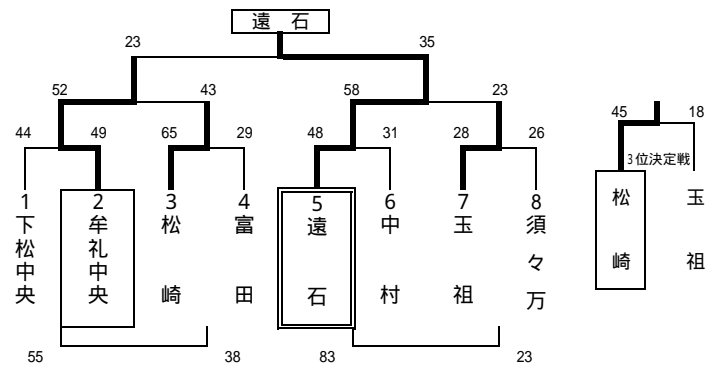 遠 石
23 35
52 43 58 23
45 18
44 49 65 29 48 31 28 26
3位決定戦
1 2 3 4 5 6 7 8
下松中央
牟礼中央
松崎
富田
遠石
中村
玉祖
須々万
松崎
玉祖
55 38 83 23